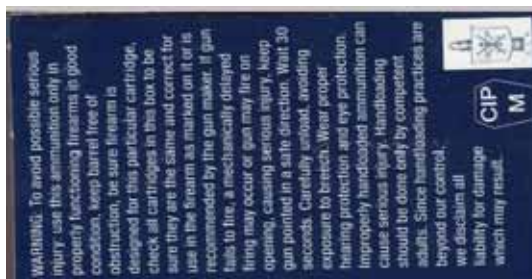 WARNING: To avoid possible serious
injury use this ammunition only in
properly functioning firearms in good
condition, keep barrel free of
obstruction, be sure firearm is
designed for this particular cartridge,
check all cartridges in this box to be
sure they are the same and correct for
use in the firearm as marked on it or is
recommended by the gun maker. If gun
fails to fire, a mechanically delayed
firing may occur or gun may fire on
opening, causing serious injury, keep
gun pointed in a safe direction. Wait 30
seconds. Carefully unload, avoiding
exposure to breech. Wear proper
hearing protection and eye protection.
Improperly handloaded ammunition can
cause serious injury. Handloading
should be done only by competent
adults. Since handloading practices are
beyond our control,
we disclaim all
liability for damage
which may result.
CIP
M